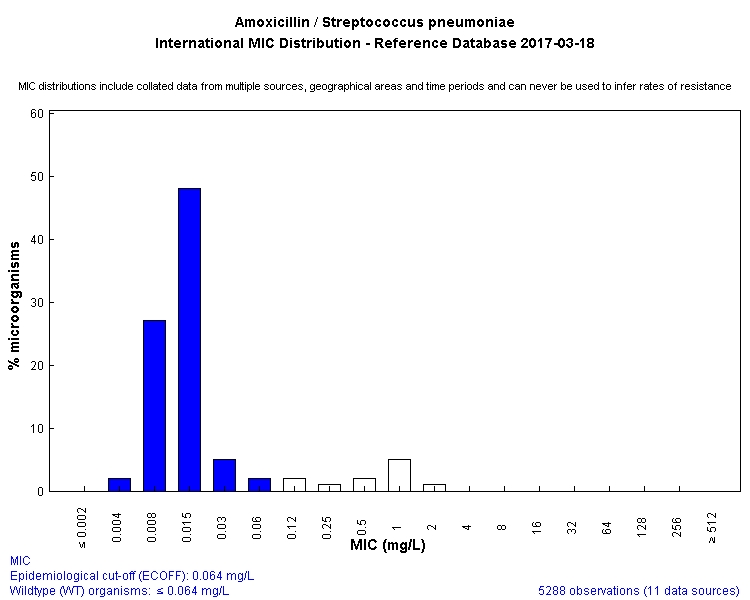 Amoxicillin / Streptococcus pneumoniae
International MIC Distribution - Reference Database 2017-03-18
MIC distributions include collated data from multiple sources, geographical areas and time periods and can never be used to infer rates of resistance
60
50
40
30
20
10
0
% microorganisms
≤ 0.002
0.004
0.008
0.015
0.03
0.06
0.12
0.25
0.5
1
2
4
8
16
32
64
128
256
≥ 512
MIC (mg/L)
MIC
Epidemiological cut-off (ECOFF): 0.064 mg/L
Wildtype (WT) organisms: ≤ 0.064 mg/L
5288 observations (11 data sources)